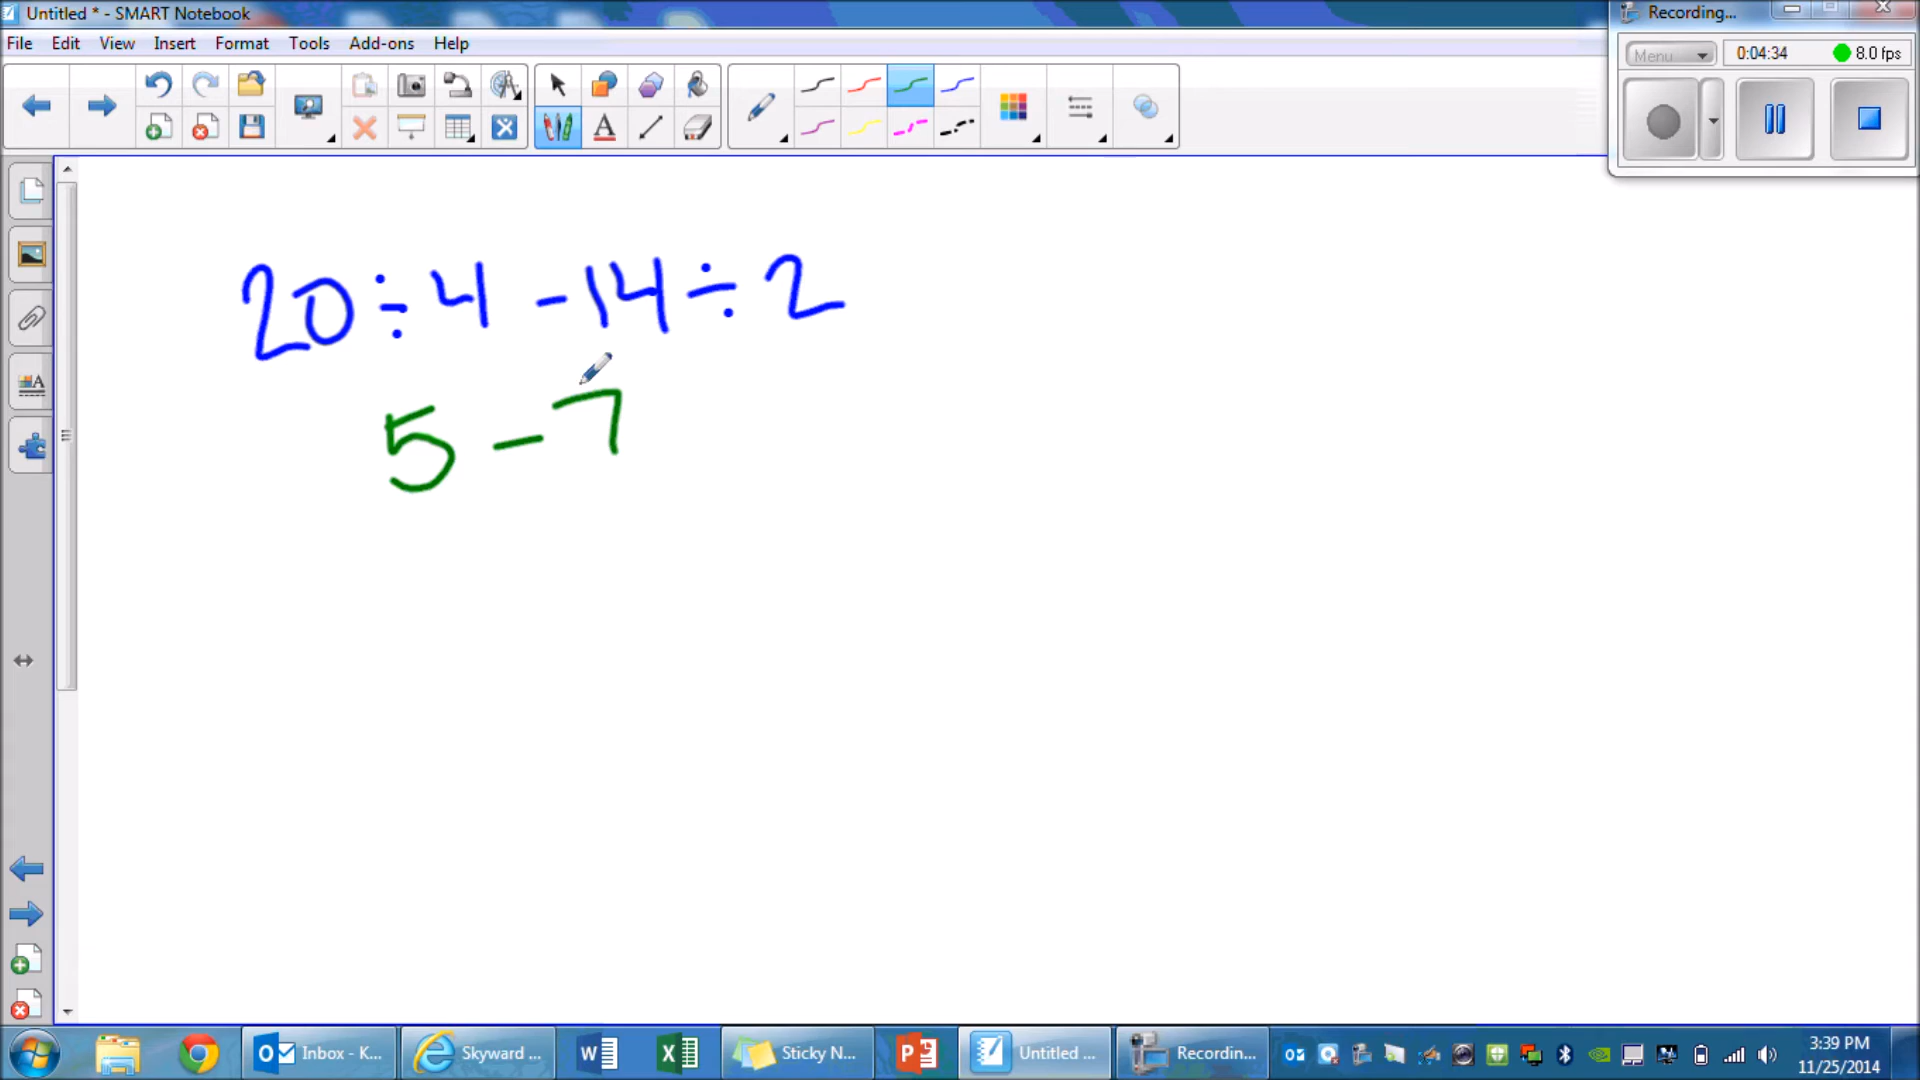 Untitled * - SMART Notebook
Recording...
File Edit View Insert Format Tools Add-ons Help
Menu 0:04:34 8.0 fps
20 ÷ 4 - 14 ÷ 2
5 - 7
Inbox - K... Skyward ... Sticky N... Untitled ... Recordin...
3:39 PM
11/25/2014